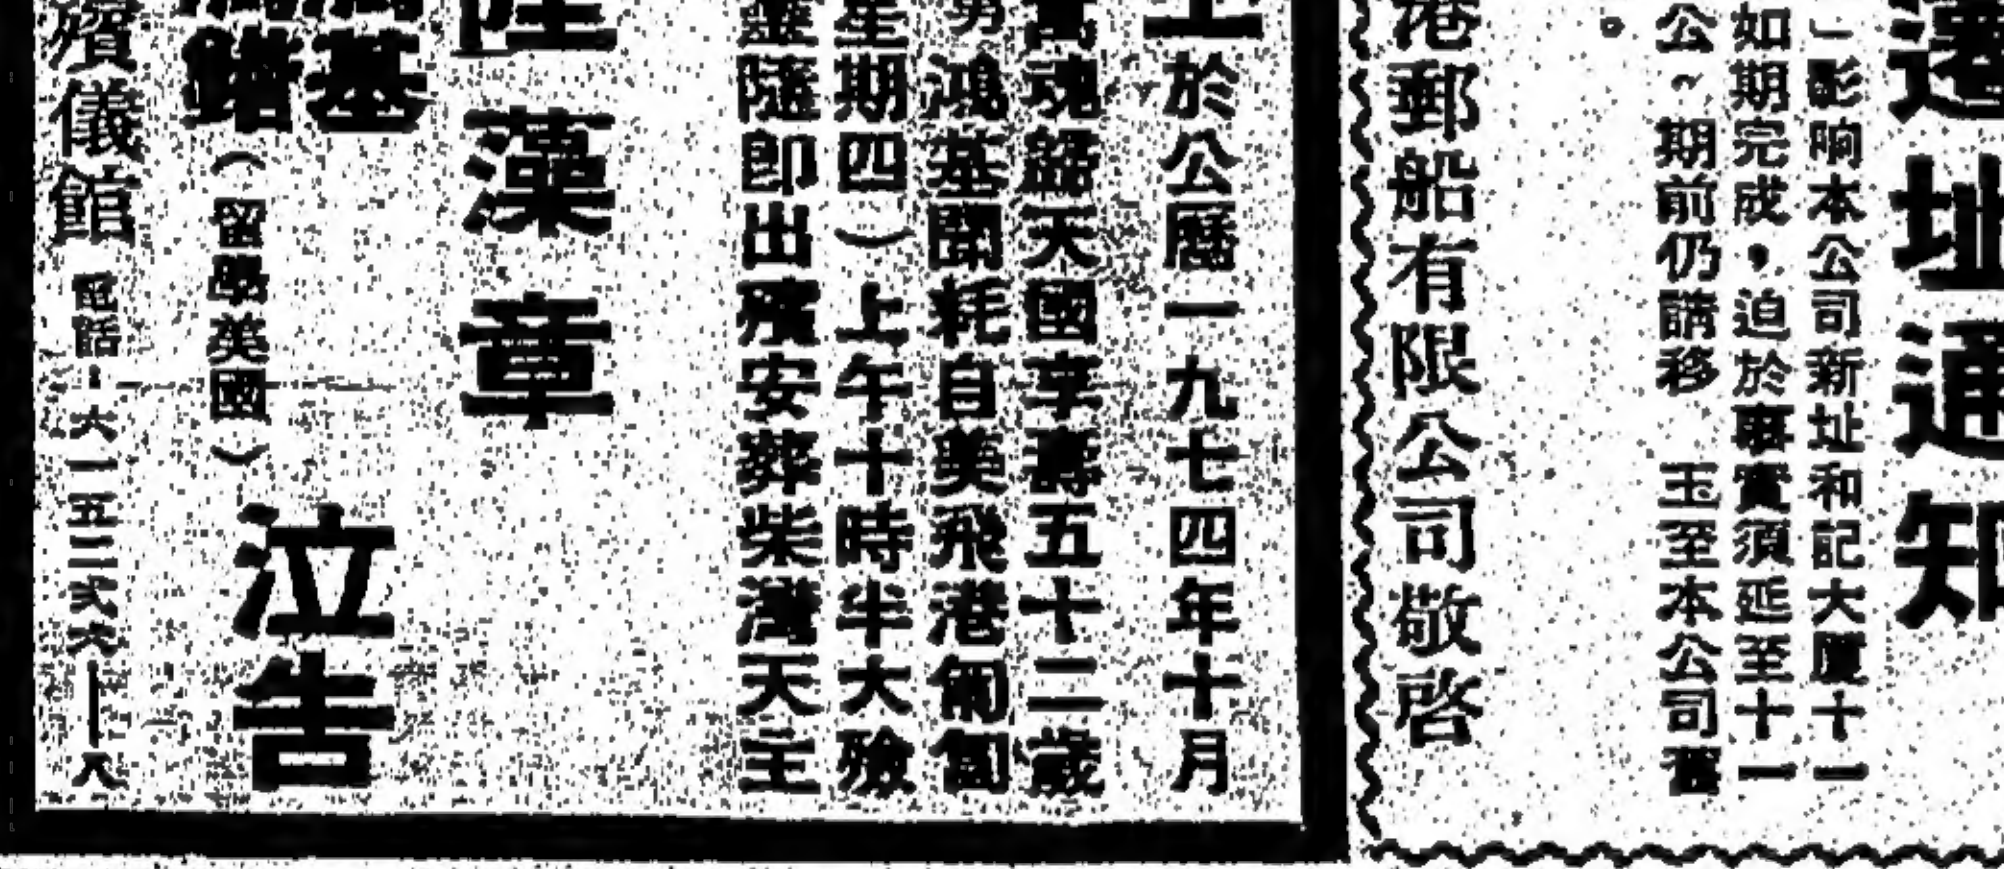 遷址通知
」影响本公司新址和記大廈十一
如期完成，迫於事實須延至十一
公～期前仍請移 玉至本公司舊
。
港郵船有限公司敬啓
於公曆一九七四年十月
魂歸天國享壽五十二歲
男鴻基聞耗自美飛港匍匐
星期四）上午十時半大殮
靈隨即出殯安葬柴灣天主
陸漢章
基
鏘
（留學英國）
泣告
殯儀館 電話：六一五二弍六——八